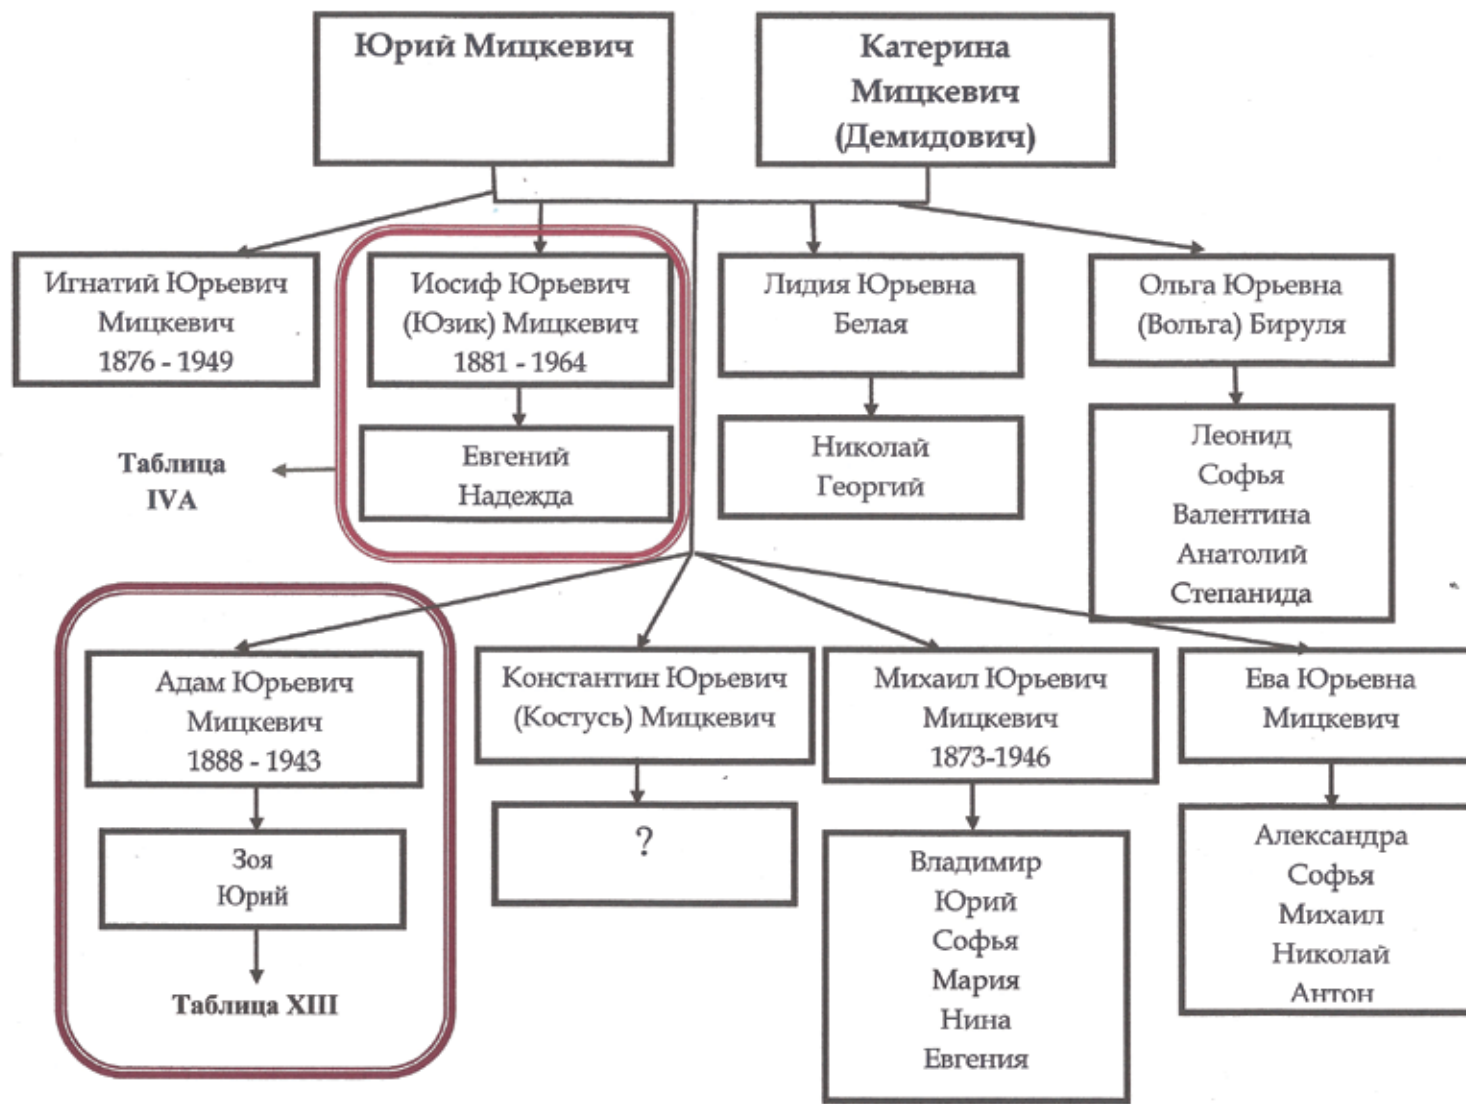 Юрий Мицкевич
Катерина
Мицкевич
(Демидович)
Игнатий Юрьевич
Мицкевич
1876 - 1949
Иосиф Юрьевич
(Юзик) Мицкевич
1881 - 1964
Лидия Юрьевна
Белая
Ольга Юрьевна
(Вольга) Бируля
Таблица
IVA
Евгений
Надежда
Николай
Георгий
Леонид
Софья
Валентина
Анатолий
Степанида
Адам Юрьевич
Мицкевич
1888 - 1943
Константин Юрьевич
(Костусь) Мицкевич
Михаил Юрьевич
Мицкевич
1873-1946
Ева Юрьевна
Мицкевич
Зоя
Юрий
Таблица XIII
?
Владимир
Юрий
Софья
Мария
Нина
Евгения
Александра
Софья
Михаил
Николай
Антон